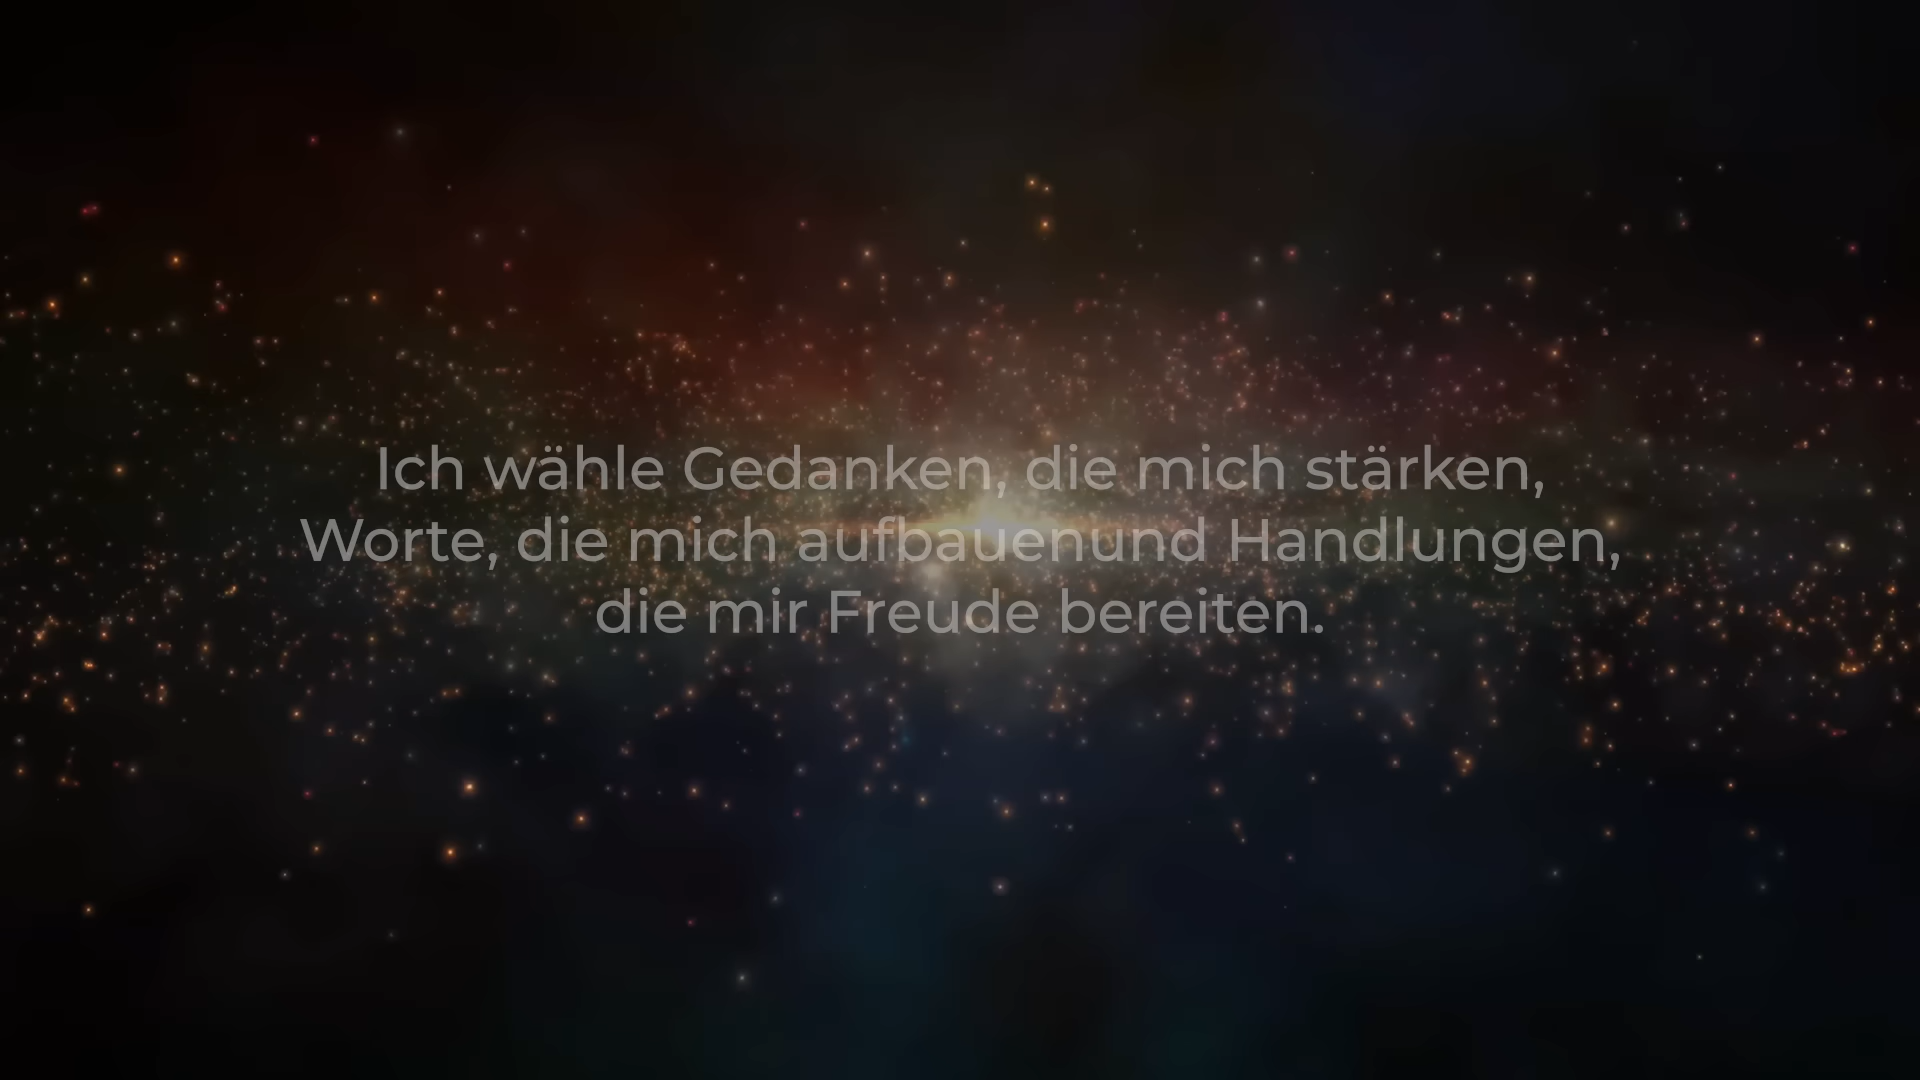 Ich wähle Gedanken, die mich stärken,
Worte, die mich aufbauenund Handlungen,
die mir Freude bereiten.